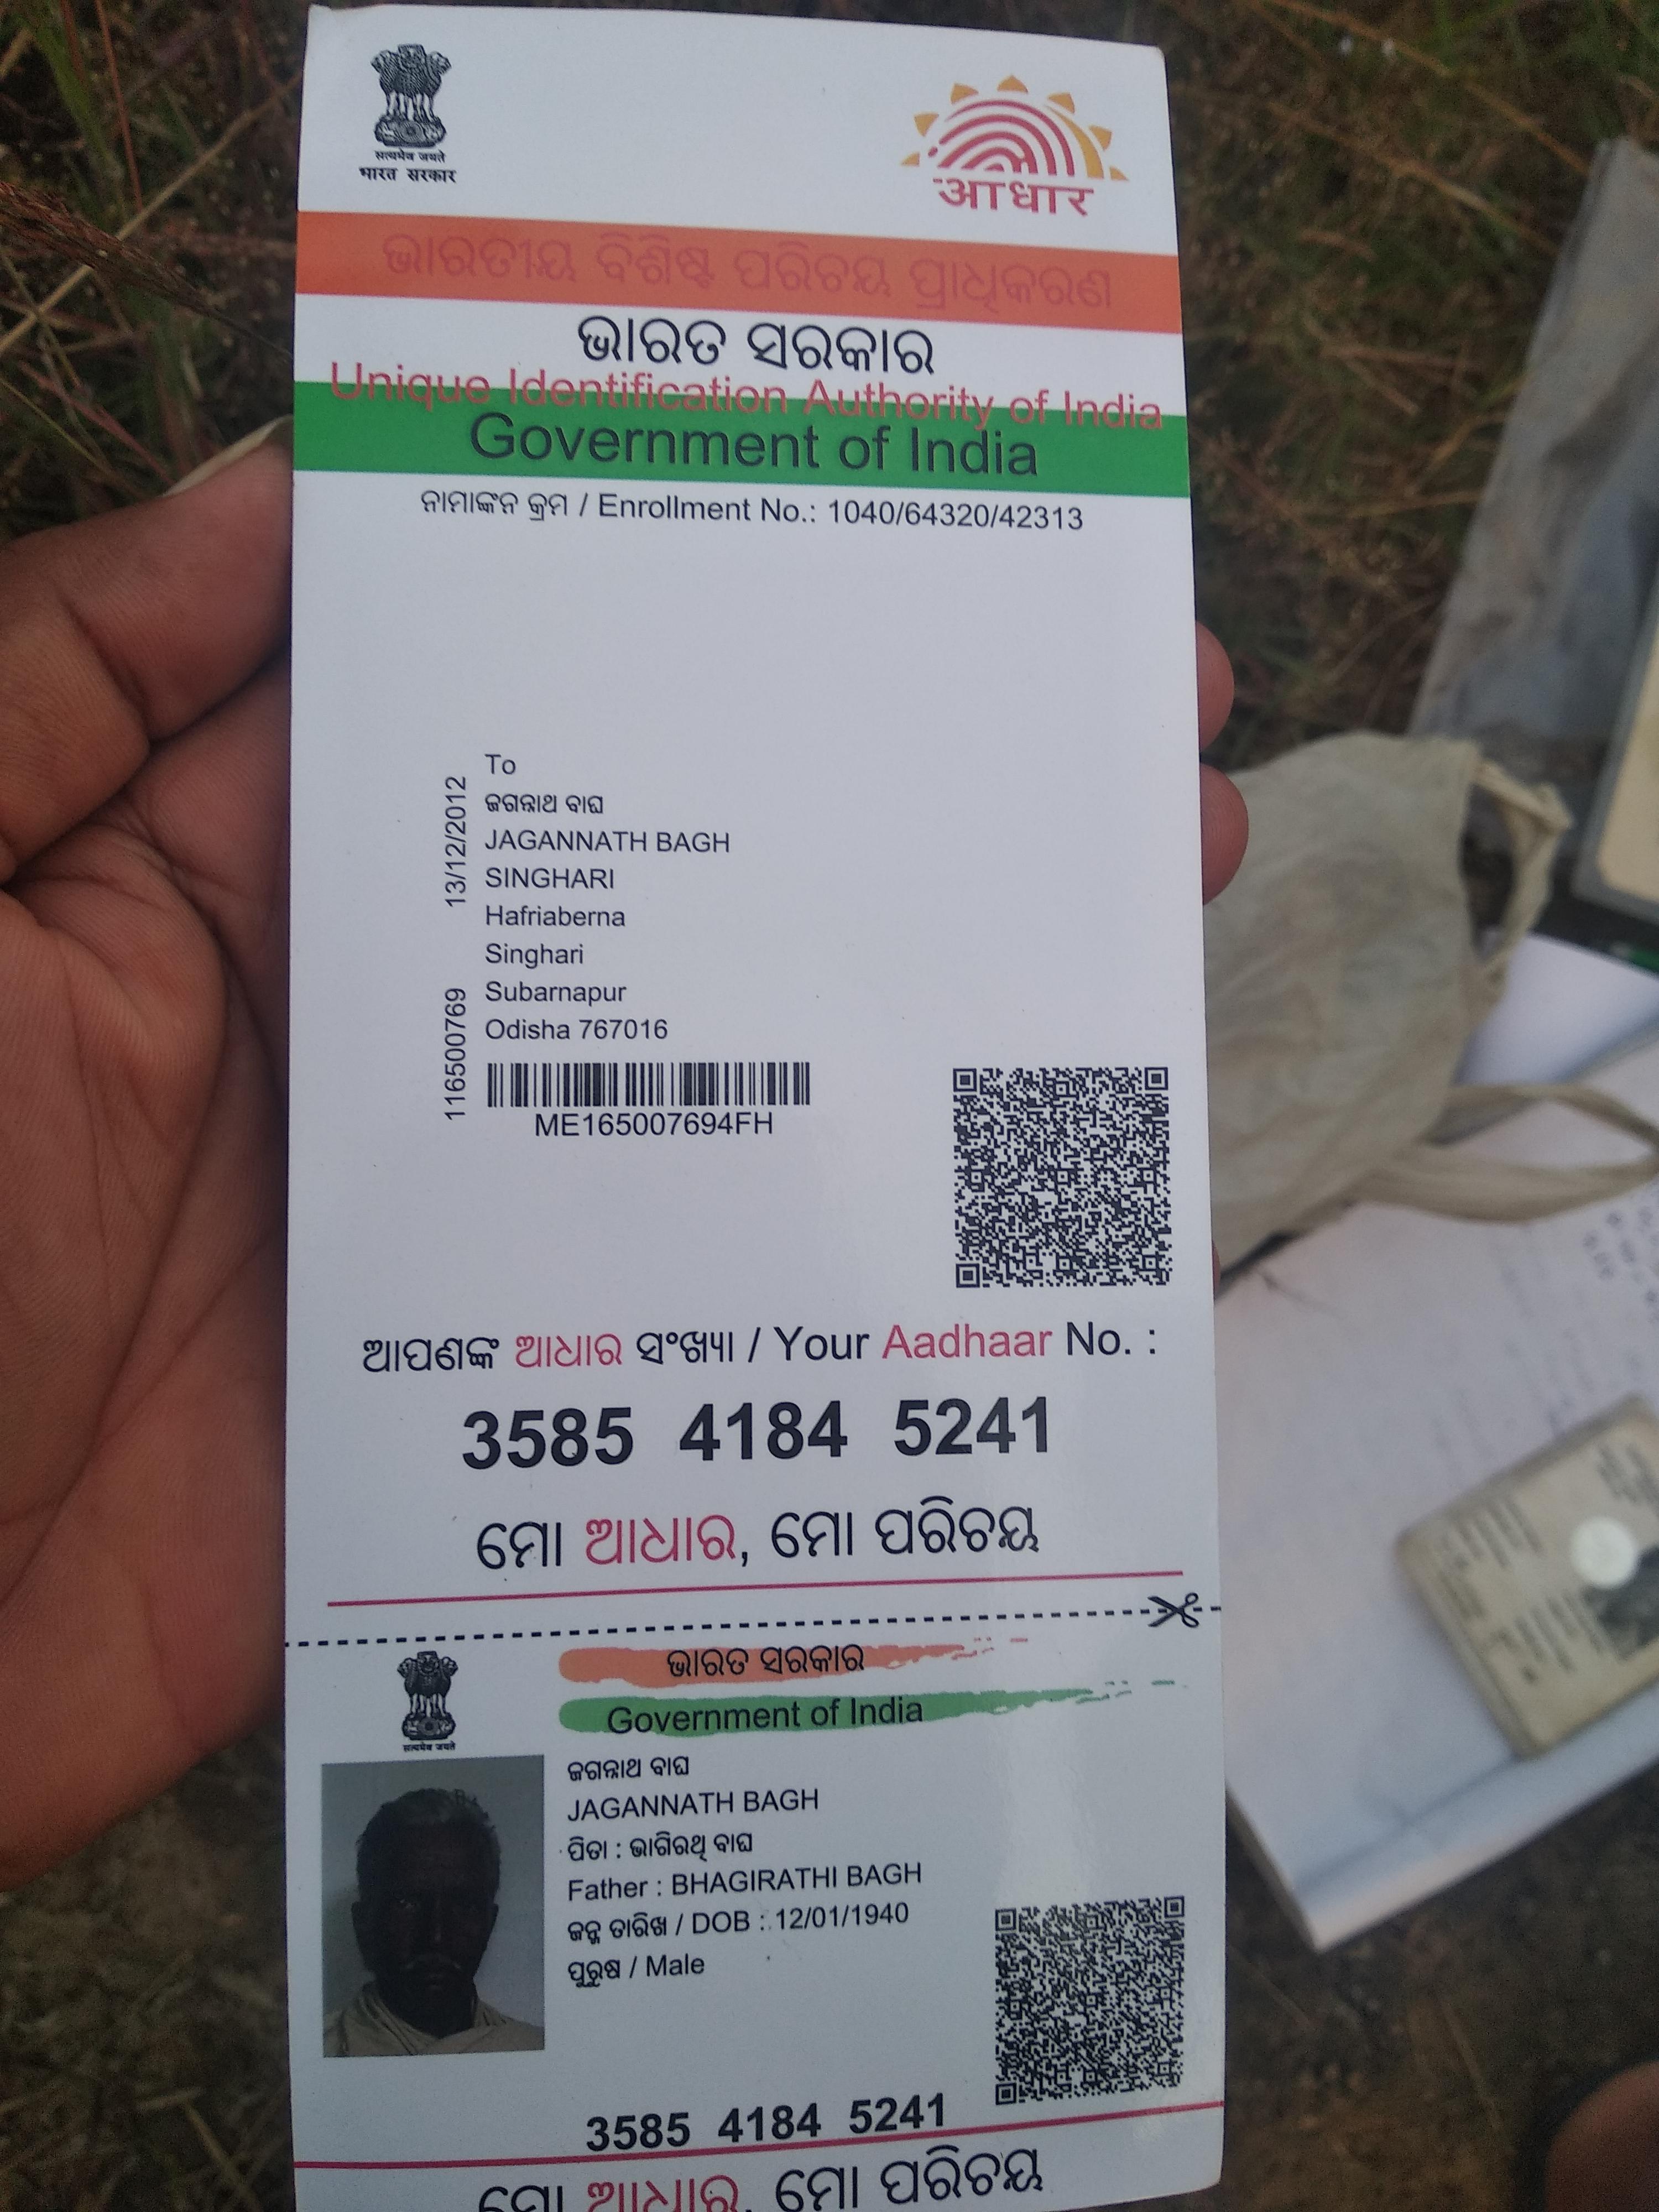 सत्यमेव जयते
भारत सरकार
आधार
ଭାରତୀୟ ବିଶିଷ୍ଟ ପରିଚୟ ପ୍ରାଧିକରଣ
ଭାରତ ସରକାର
Unique Identification Authority of India
Government of India
ନାମାଙ୍କନ କ୍ରମ / Enrollment No.: 1040/64320/42313
13/12/2012
116500769
To
ଜଗନ୍ନାଥ ବାଘ
JAGANNATH BAGH
SINGHARI
Hafriaberna
Singhari
Subarnapur
Odisha 767016
ME165007694FH
ଆପଣଙ୍କ ଆଧାର ସଂଖ୍ୟା / Your Aadhaar No. :
3585 4184 5241
ମୋ ଆଧାର, ମୋ ପରିଚୟ
सत्यमेव जयते
ଭାରତ ସରକାର
Government of India
ଜଗନ୍ନାଥ ବାଘ
JAGANNATH BAGH
ପିତା : ଭାଗିରଥି ବାଘ
Father : BHAGIRATHI BAGH
ଜନ୍ମ ତାରିଖ / DOB : 12/01/1940
ପୁରୁଷ / Male
3585 4184 5241
ମୋ ଆଧାର, ମୋ ପରିଚୟ